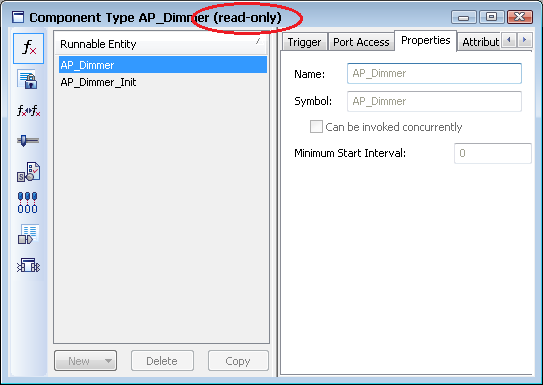 Component Type AP_Dimmer (read-only)
Runnable Entity
AP_Dimmer
AP_Dimmer_Init
New
Delete
Copy
Trigger
Port Access
Properties
Attribut
Name:
AP_Dimmer
Symbol:
AP_Dimmer
Can be invoked concurrently
Minimum Start Interval:
0